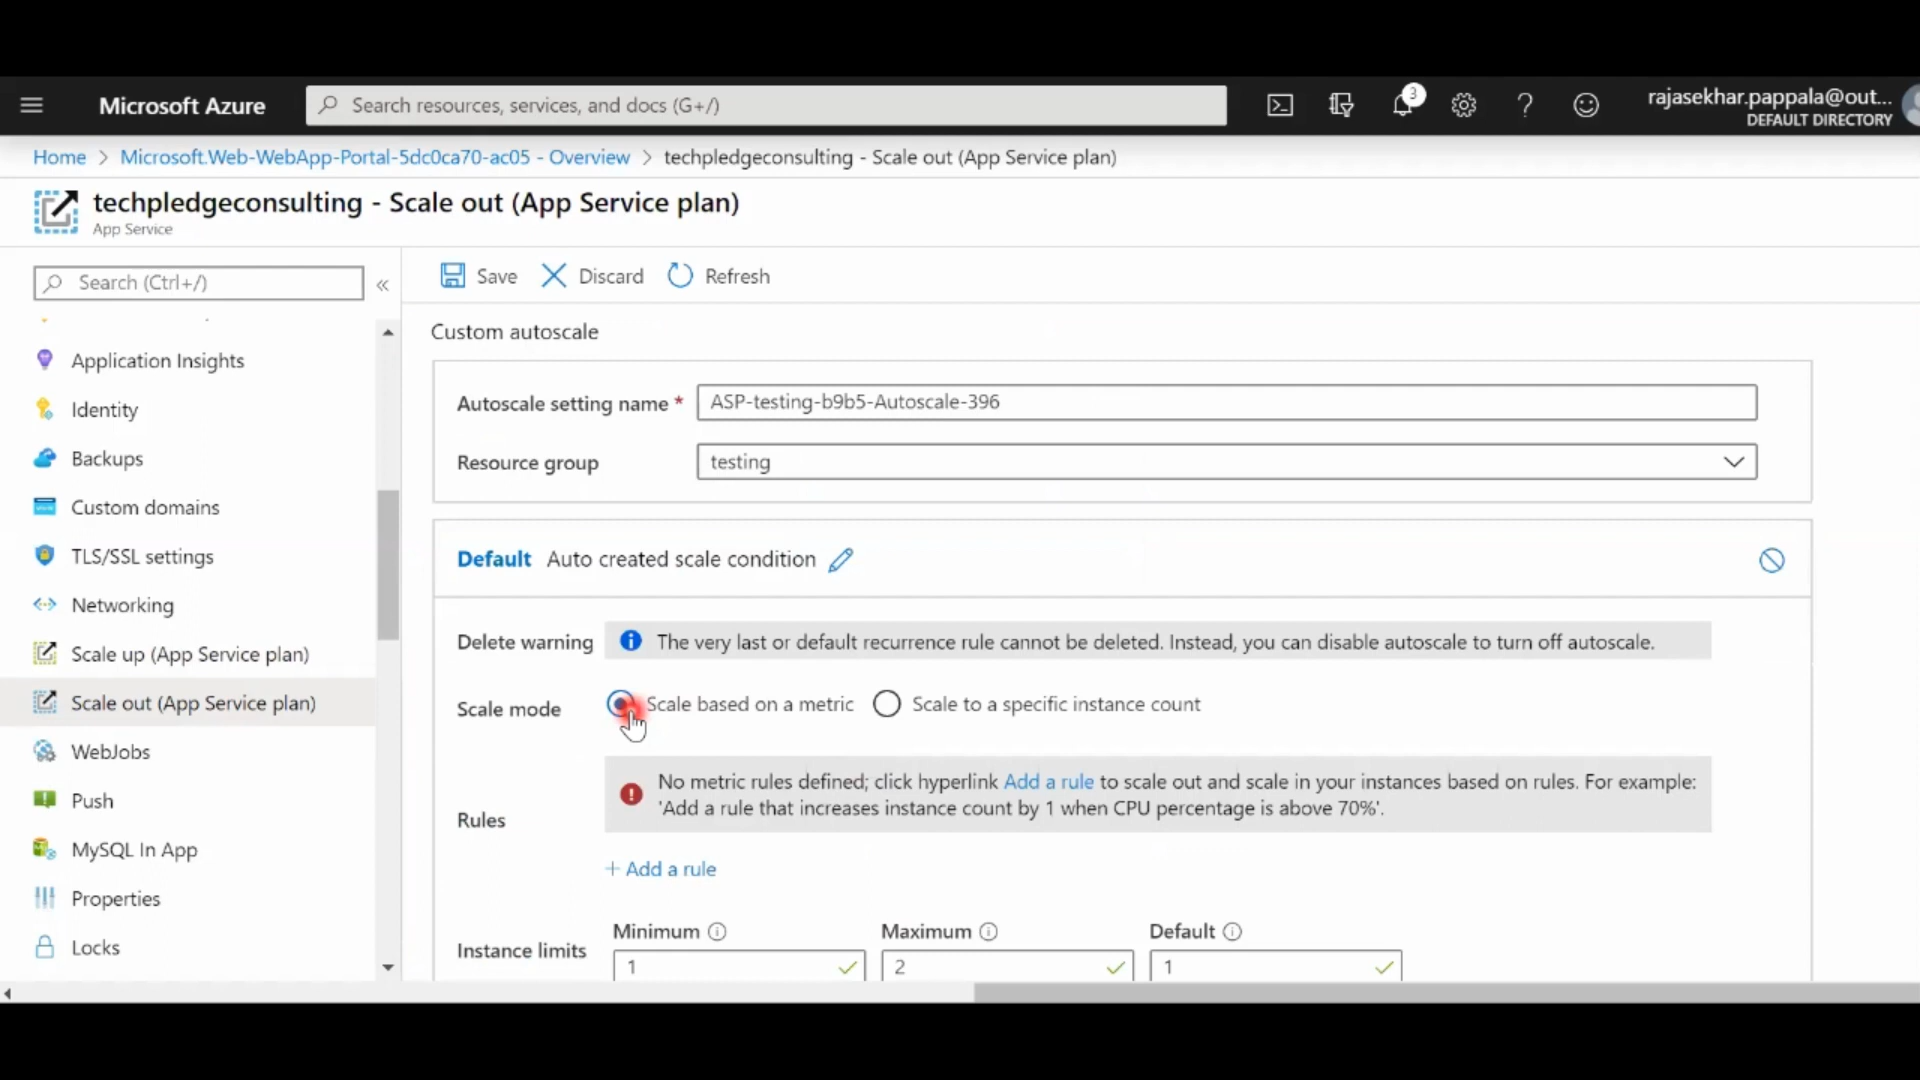 Microsoft Azure
Search resources, services, and docs (G+/)
3
rajasekhar.pappala@out...
DEFAULT DIRECTORY
Home > Microsoft.Web-WebApp-Portal-5dc0ca70-ac05 - Overview > techpledgeconsulting - Scale out (App Service plan)
techpledgeconsulting - Scale out (App Service plan)
App Service
Search (Ctrl+/)
«
Save
Discard
Refresh
Application Insights
Identity
Backups
Custom domains
TLS/SSL settings
Networking
Scale up (App Service plan)
Scale out (App Service plan)
WebJobs
Push
MySQL In App
Properties
Locks
Custom autoscale
Autoscale setting name * ASP-testing-b9b5-Autoscale-396
Resource group testing
Default Auto created scale condition
Delete warning The very last or default recurrence rule cannot be deleted. Instead, you can disable autoscale to turn off autoscale.
Scale mode Scale based on a metric Scale to a specific instance count
Rules
No metric rules defined; click hyperlink Add a rule to scale out and scale in your instances based on rules. For example:
'Add a rule that increases instance count by 1 when CPU percentage is above 70%'.
+ Add a rule
Instance limits
Minimum Maximum Default
1 2 1